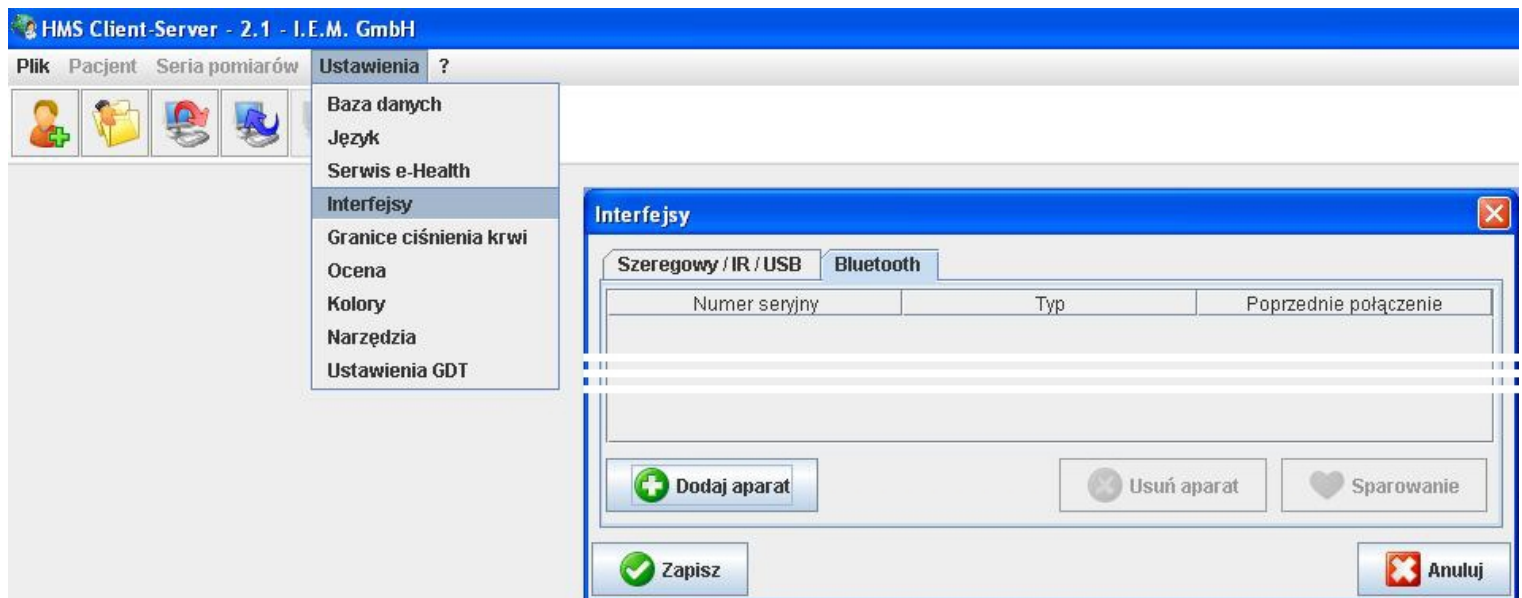 HMS Client-Server - 2.1 - I.E.M. GmbH
Plik Pacjent Seria pomiarów Ustawienia ?
Baza danych
Język
Serwis e-Health
Interfejsy
Granice ciśnienia krwi
Ocena
Kolory
Narzędzia
Ustawienia GDT
Interfejsy
Szeregowy / IR / USB Bluetooth
Numer seryjny Typ Poprzednie połączenie
Dodaj aparat Usuń aparat Sparowanie
Zapisz Anuluj